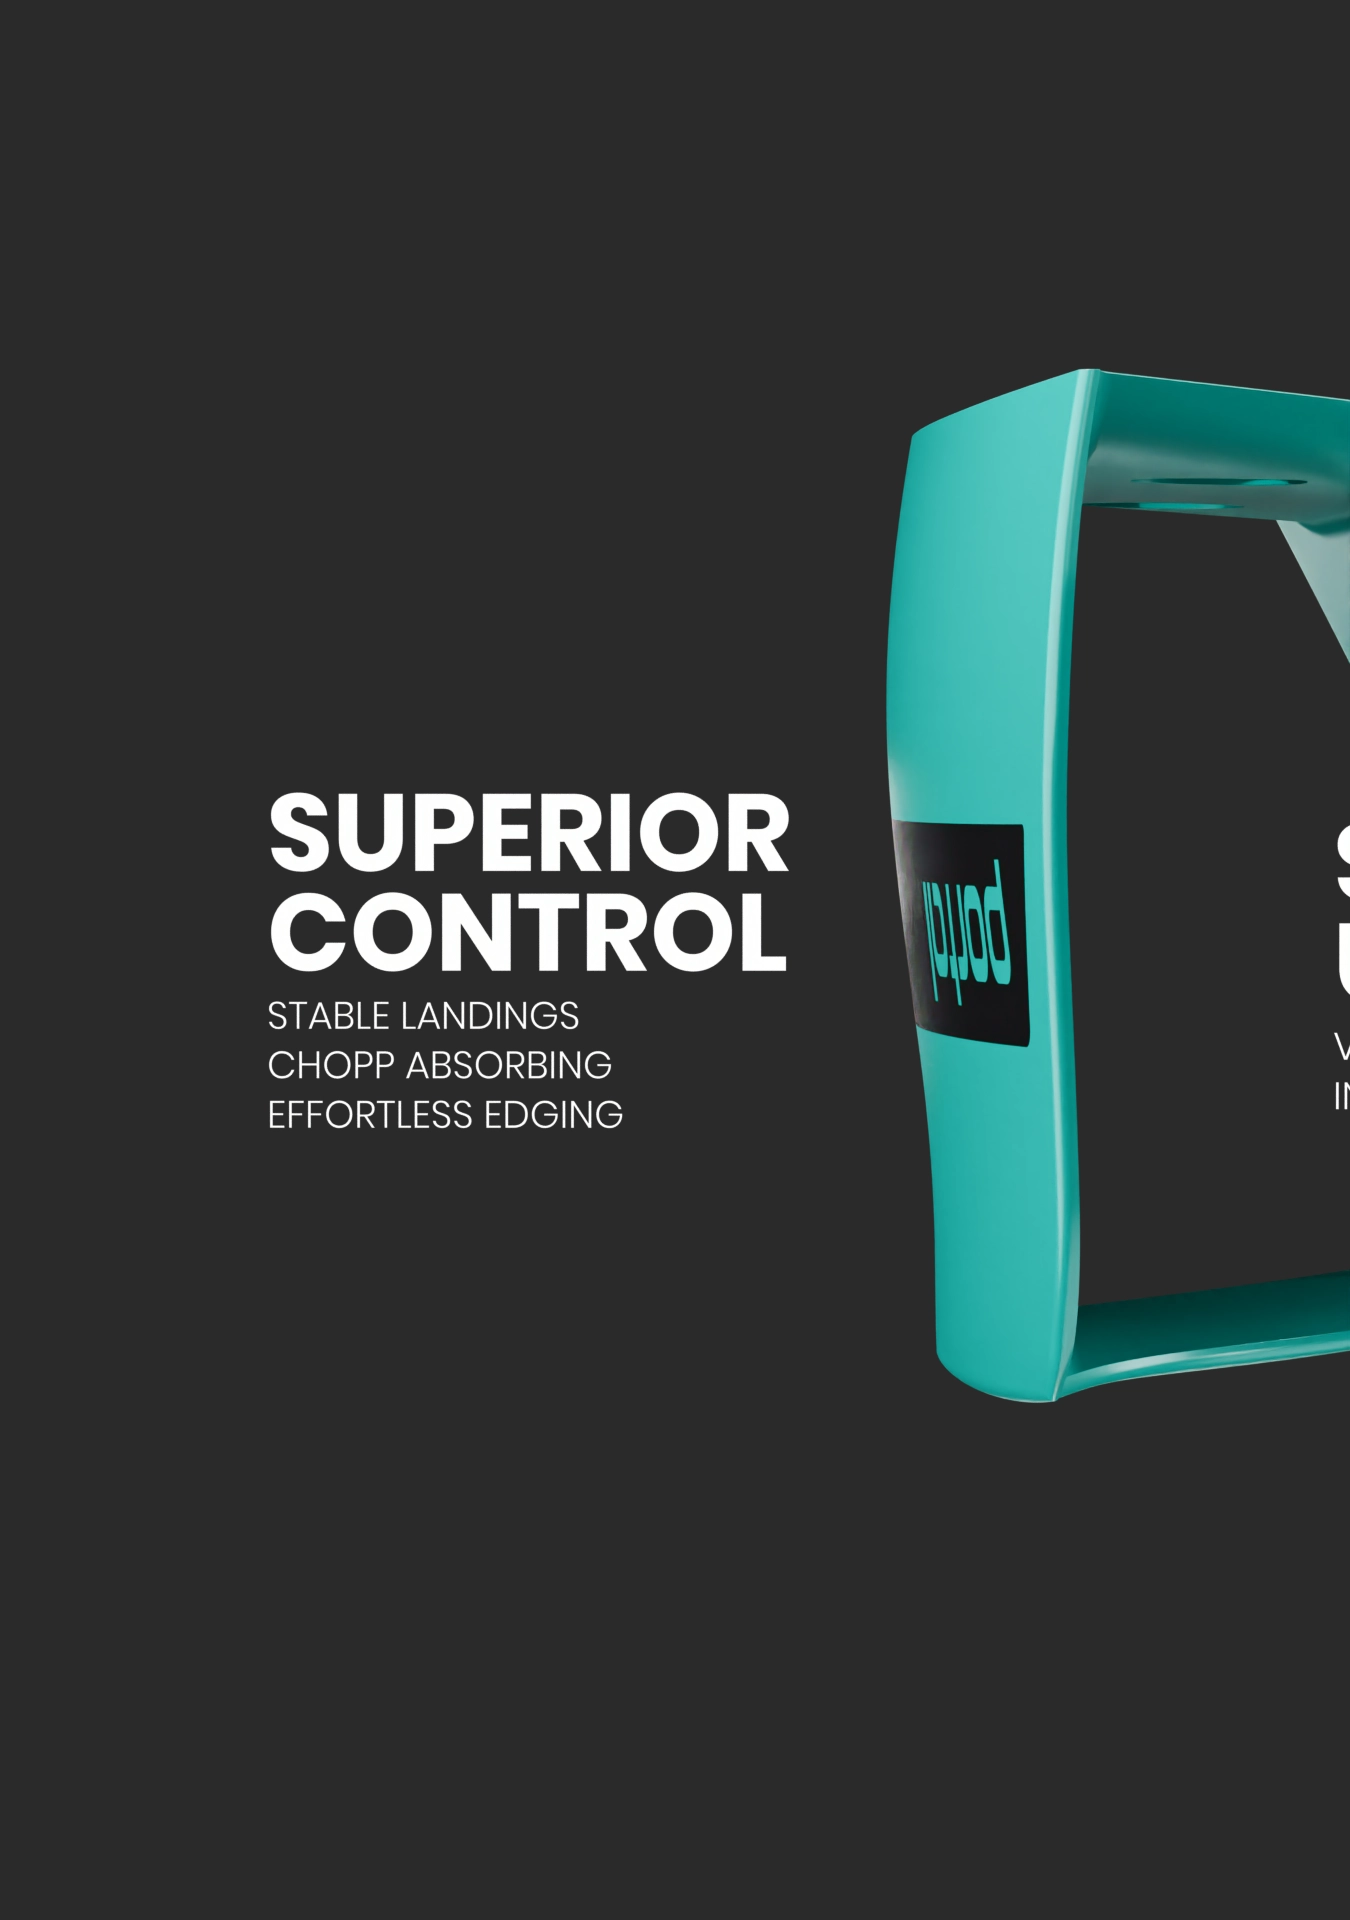 SUPERIOR
CONTROL
STABLE LANDINGS
CHOPP ABSORBING
EFFORTLESS EDGING